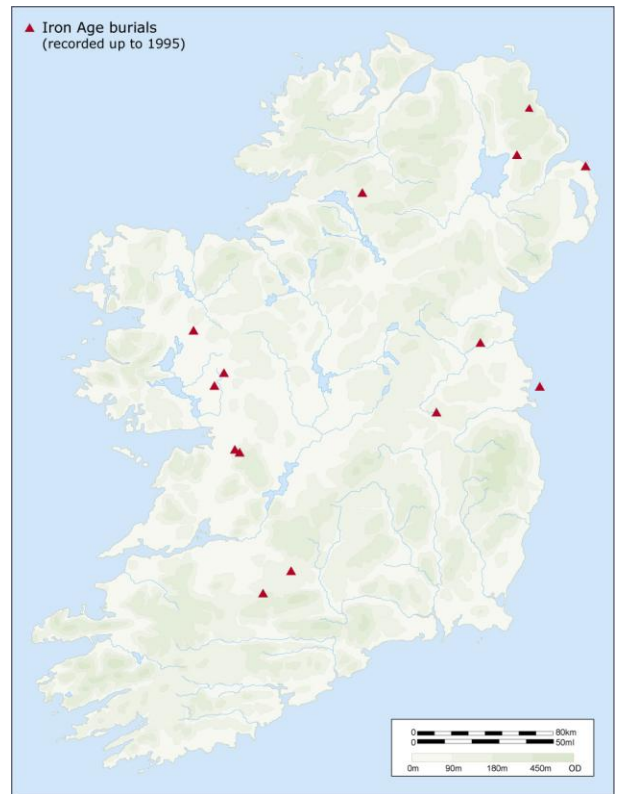 Iron Age burials
(recorded up to 1995)
0 80km
0 50ml
0m 90m 180m 450m OD